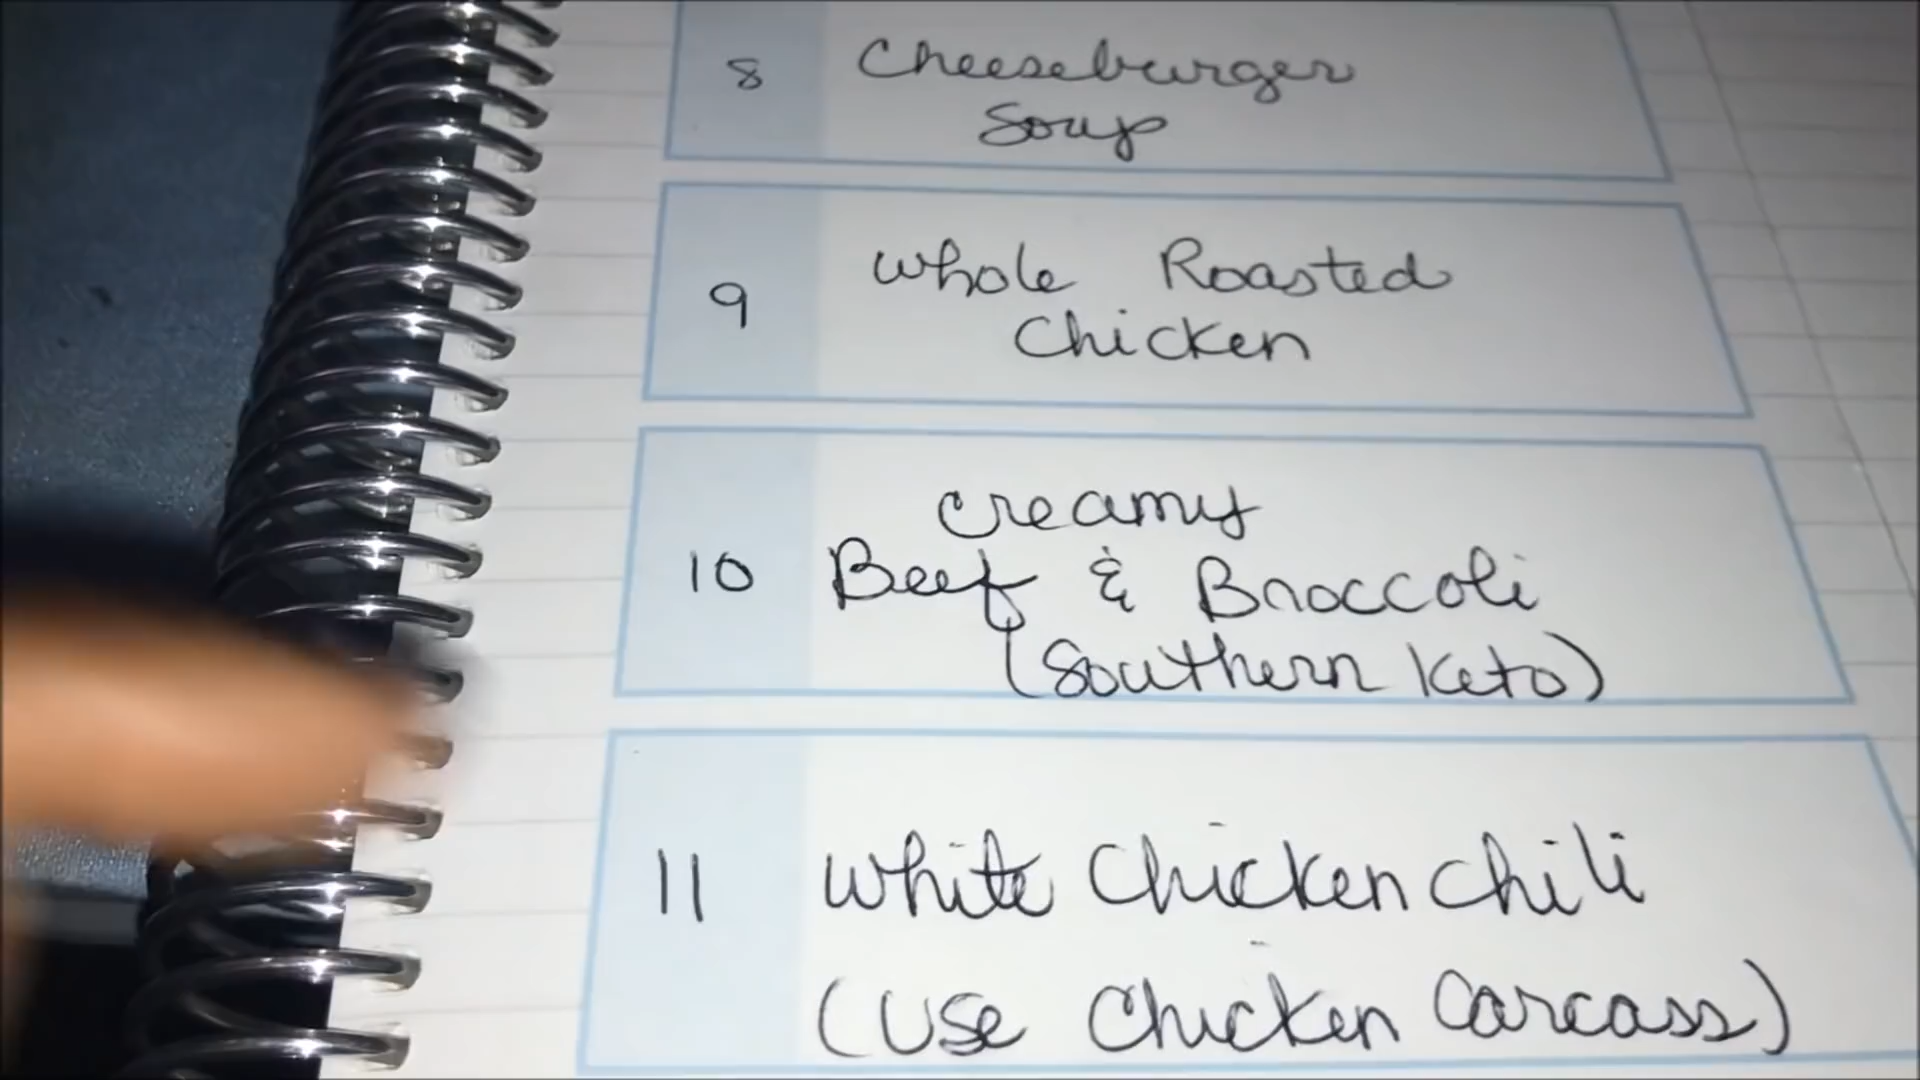 8 Cheeseburger
Soup
9 Whole Roasted
Chicken
Creamy
10 Beef & Broccoli
(Southern Keto)
11 White Chicken Chili
(Use Chicken Carcass)